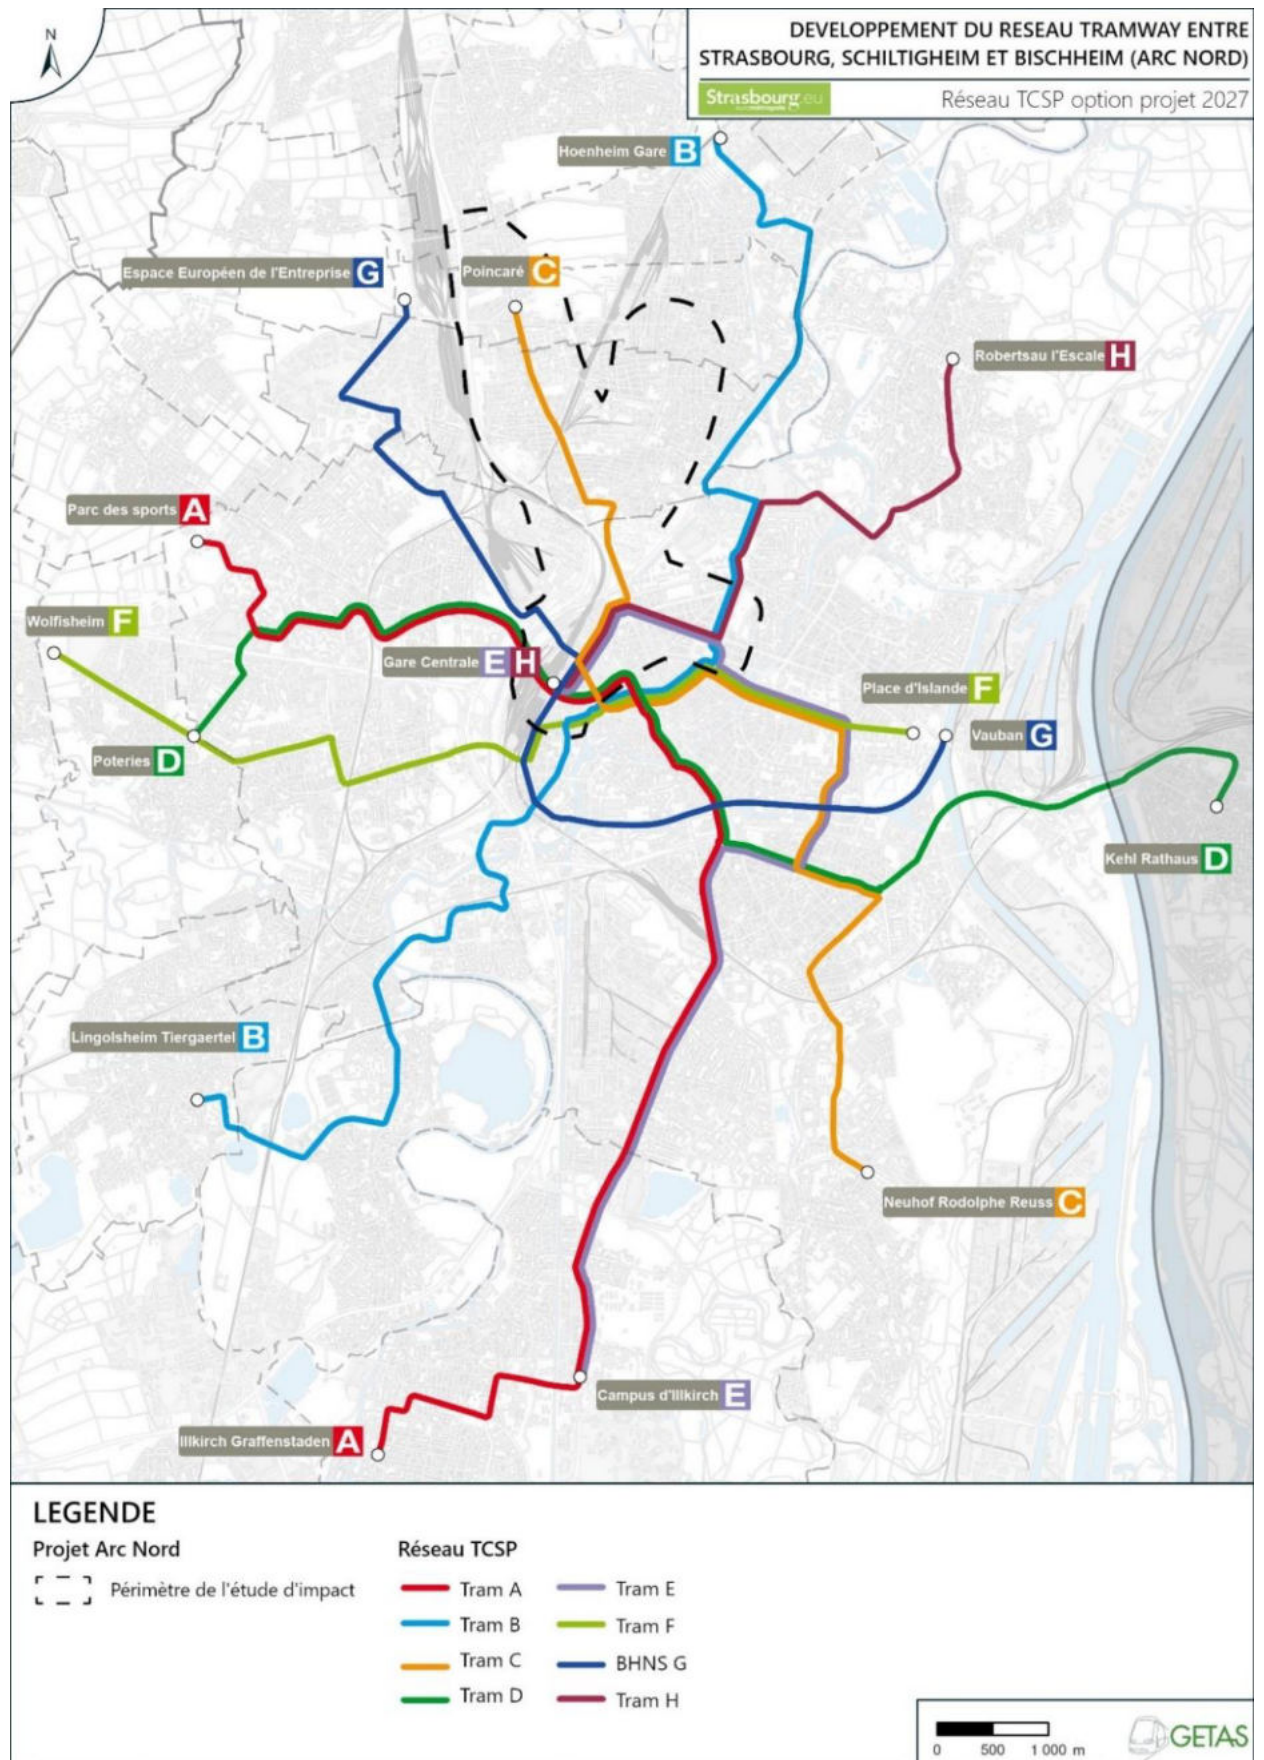 N
DEVELOPPEMENT DU RESEAU TRAMWAY ENTRE
STRASBOURG, SCHILTIGHEIM ET BISCHHEIM (ARC NORD)
Strasbourg.eu
Réseau TCSP option projet 2027
Hoenheim Gare B
Espace Européen de l'Entreprise G
Poincaré C
Robertsau l'Escale H
Parc des sports A
Wolfisheim F
Gare Centrale E H
Place d'Islande F
Vauban G
Poteries D
Kehl Rathaus D
Lingolsheim Tiergaertel B
Neuhof Rodolphe Reuss C
Campus d'Illkirch E
Illkirch Graffenstaden A
LEGENDE
Projet Arc Nord
Périmètre de l'étude d'impact
Réseau TCSP
Tram A
Tram B
Tram C
Tram D
Tram E
Tram F
BHNS G
Tram H
0 500 1 000 m
GETAS